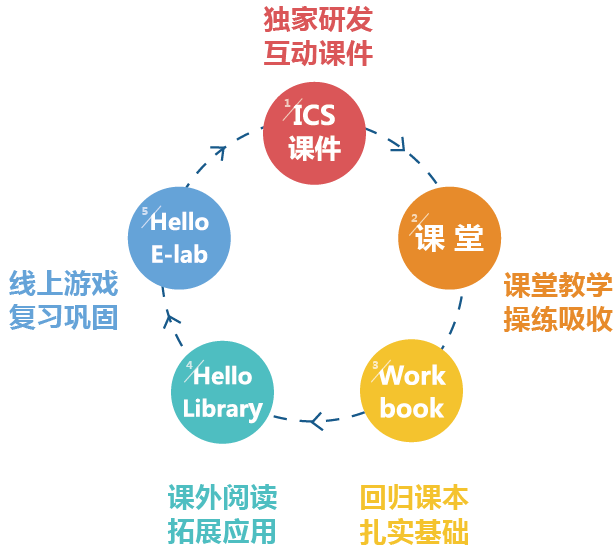 独家研发
互动课件
1
ICS
课件
2
课 堂
课堂教学
操练吸收
3
Work
book
回归课本
扎实基础
4
Hello
Library
课外阅读
拓展应用
5
Hello
E-lab
线上游戏
复习巩固